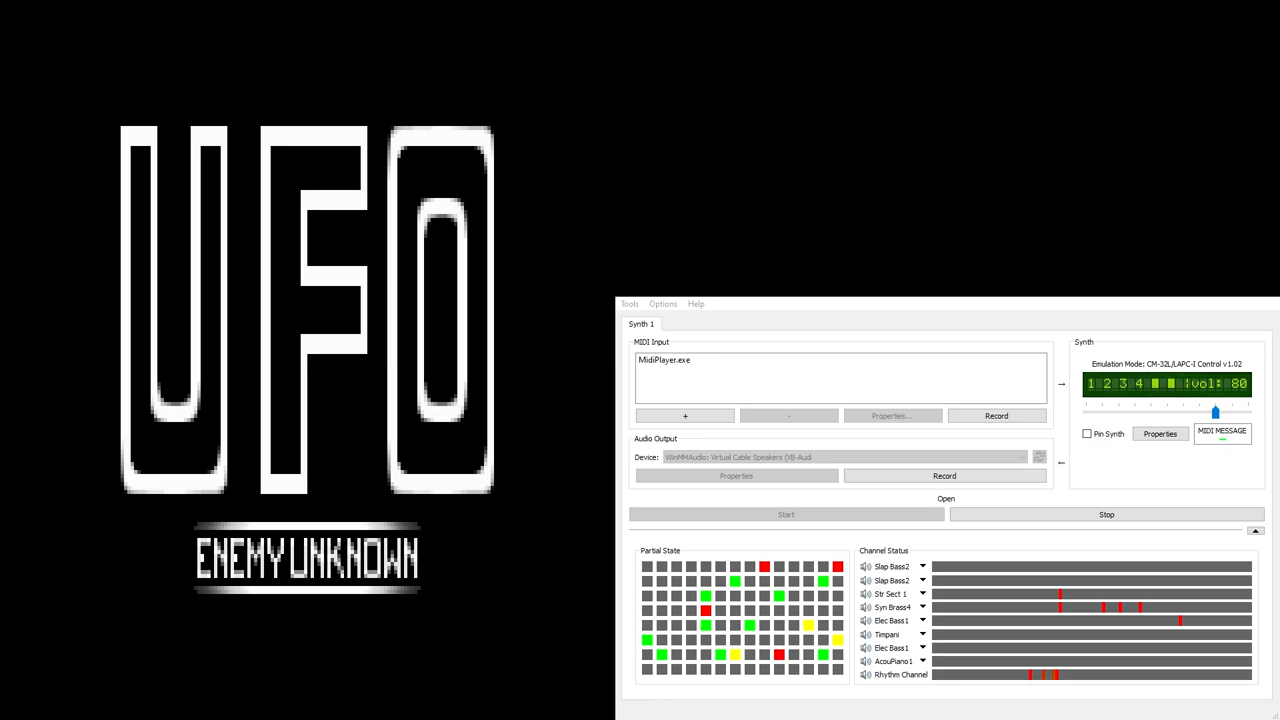 UFO
ENEMY UNKNOWN
Tools Options Help
Synth 1
MIDI Input
MidiPlayer.exe
+ - Properties... Record
Audio Output
Device: WinMMAudio: Virtual Cable Speakers (VB-Audi
Properties Record
Synth
Emulation Mode: CM-32L/LAPC-I Control v1.02
1 2 3 4 |vol: 80
Pin Synth Properties MIDI MESSAGE
Open
Start Stop
Partial State
Channel Status
Slap Bass2
Slap Bass2
Str Sect 1
Syn Brass4
Elec Bass1
Timpani
Elec Bass1
AcouPiano1
Rhythm Channel